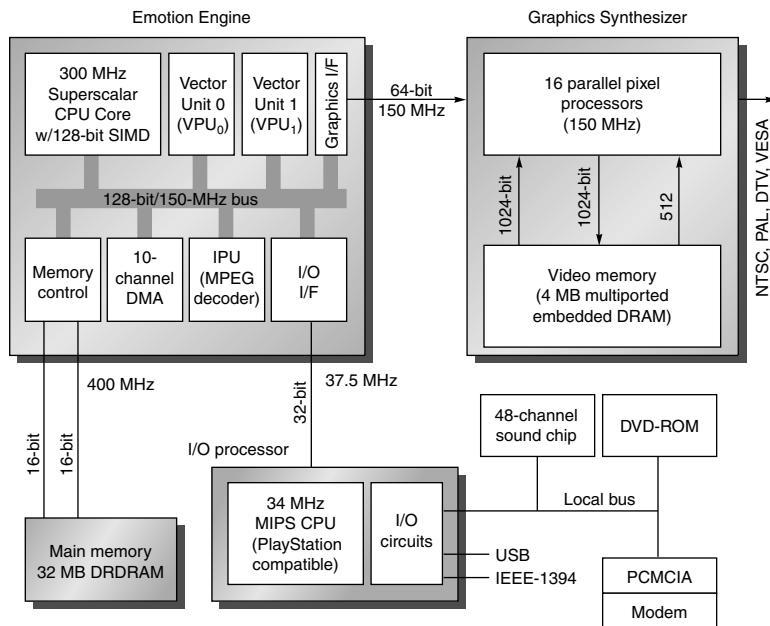 Emotion Engine
300 MHz
Superscalar
CPU Core
w/128-bit SIMD
Vector
Unit 0
(VPU0)
Vector
Unit 1
(VPU1)
Graphics I/F
128-bit/150-MHz bus
Memory
control
10-
channel
DMA
IPU
(MPEG
decoder)
I/O
I/F
64-bit
150 MHz
Graphics Synthesizer
16 parallel pixel
processors
(150 MHz)
1024-bit
1024-bit
512
Video memory
(4 MB multiported
embedded DRAM)
NTSC, PAL, DTV, VESA
400 MHz
16-bit
16-bit
32-bit
37.5 MHz
Main memory
32 MB DRDRAM
I/O processor
34 MHz
MIPS CPU
(PlayStation
compatible)
I/O
circuits
48-channel
sound chip
DVD-ROM
Local bus
USB
IEEE-1394
PCMCIA
Modem